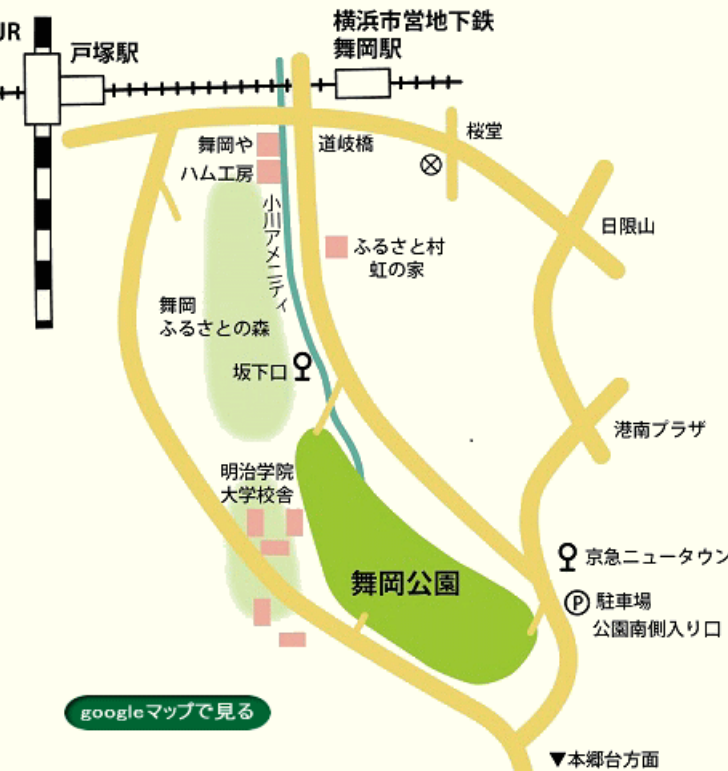 JR
戸塚駅
横浜市営地下鉄
舞岡駅
舞岡や
ハム工房
道岐橋
桜堂
小川アメニティ
ふるさと村
虹の家
日限山
舞岡
ふるさとの森
坂下口
港南プラザ
明治学院
大学校舎
舞岡公園
京急ニュータウン
P 駐車場
公園南側入り口
googleマップで見る
▼本郷台方面